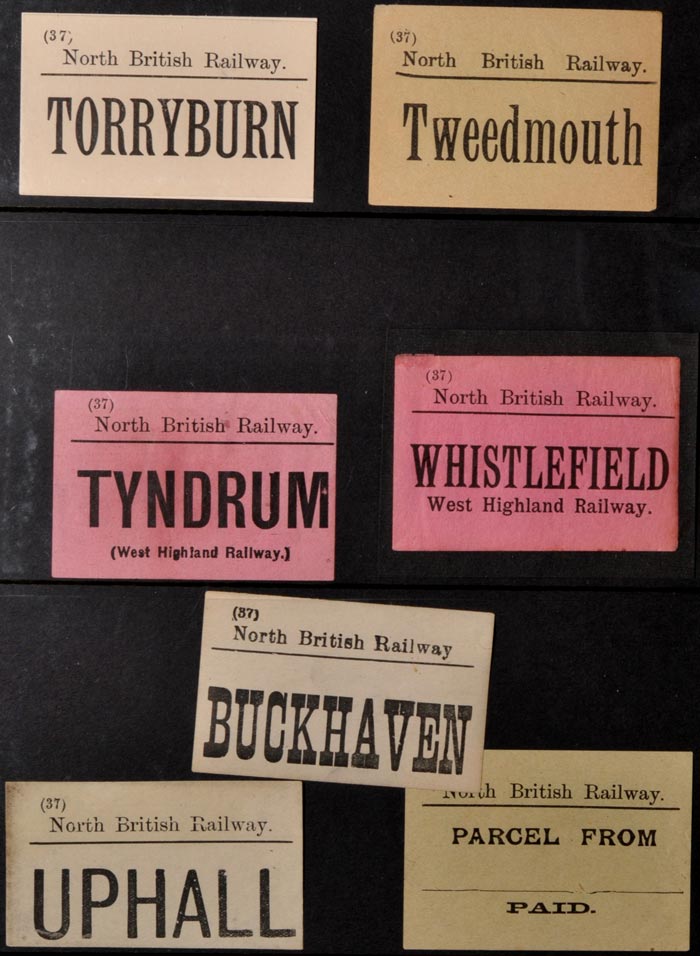 (37)
North British Railway.
TORRYBURN
(37)
North British Railway.
Tweedmouth
(37)
North British Railway.
TYNDRUM
(West Highland Railway.)
(37)
North British Railway.
WHISTLEFIELD
West Highland Railway.
(37)
North British Railway
BUCKHAVEN
(37)
North British Railway.
UPHALL
North British Railway.
PARCEL FROM
PAID.